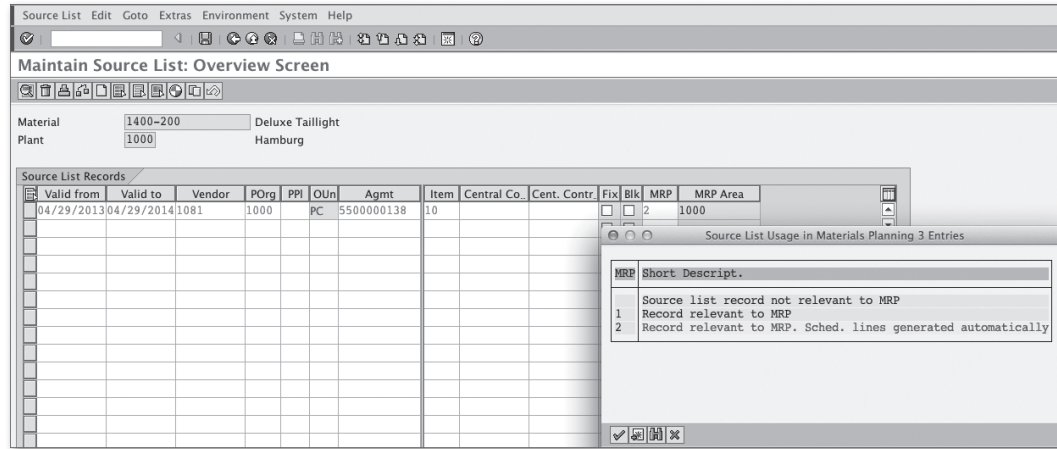 Source List Edit Goto Extras Environment System Help
Maintain Source List: Overview Screen
Material 1400-200 Deluxe Taillight
Plant 1000 Hamburg
Source List Records
Valid from Valid to Vendor POrg PPl OUn Agmt Item Central Co.. Cent. Contr. Fix Blk MRP MRP Area
04/29/2013 04/29/2014 1081 1000 PC 5500000138 10 2 1000
Source List Usage in Materials Planning 3 Entries
MRP Short Descript.
Source list record not relevant to MRP
1 Record relevant to MRP
2 Record relevant to MRP. Sched. lines generated automatically